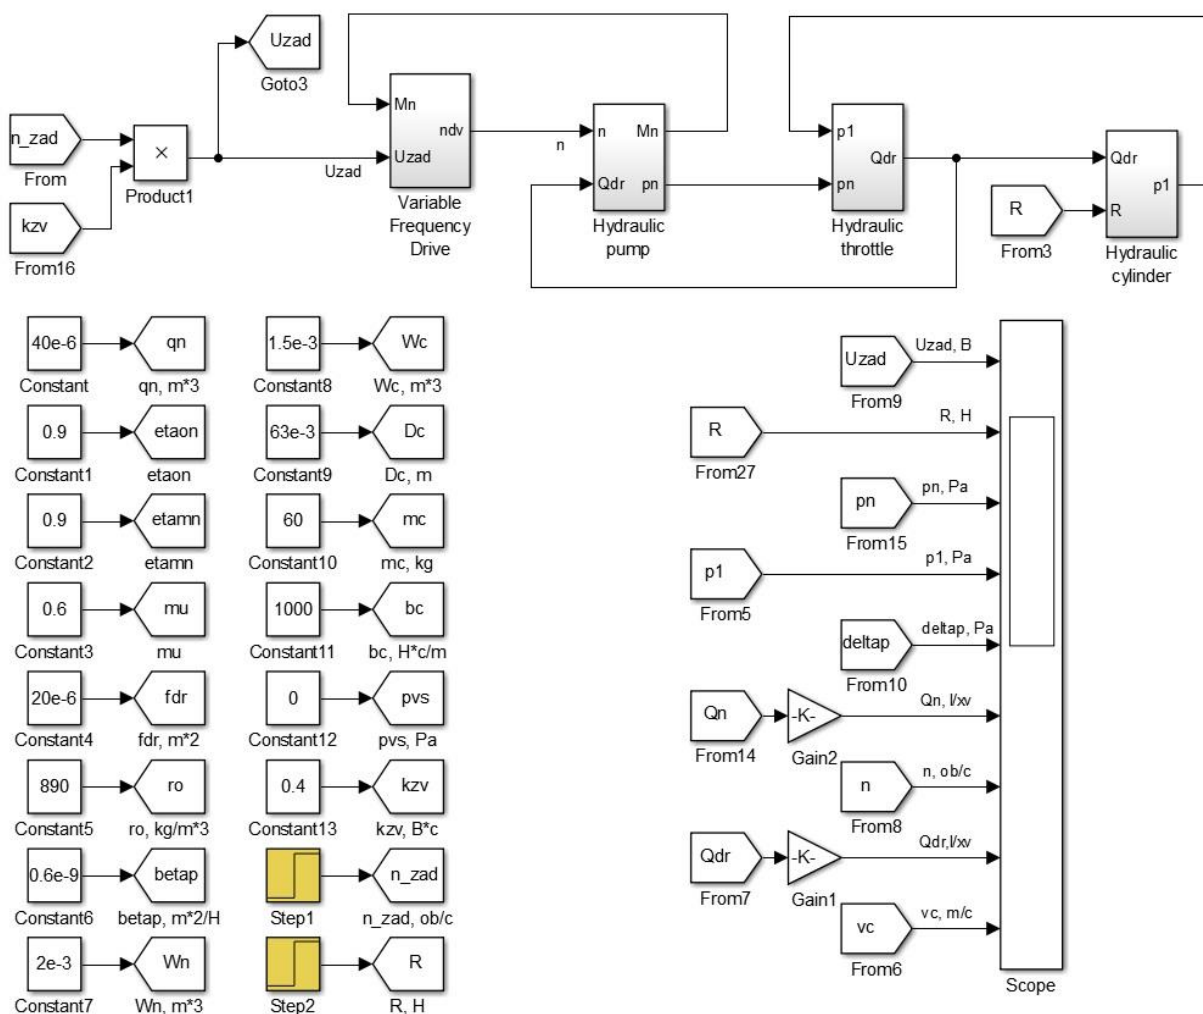 Uzad
Goto3
n_zad
From
kzv
From16
×
Product1
Uzad
Mn
Uzad
ndv
Variable
Frequency
Drive
n
n
Qdr
Mn
pn
Hydraulic
pump
p1
pn
Qdr
Hydraulic
throttle
R
From3
Qdr
R
p1
Hydraulic
cylinder
40e-6
Constant
qn
qn, m*3
0.9
Constant1
etaon
etaon
0.9
Constant2
etamn
etamn
0.6
Constant3
mu
mu
20e-6
Constant4
fdr
fdr, m*2
890
Constant5
ro
ro, kg/m*3
0.6e-9
Constant6
betap
betap, m*2/H
2e-3
Constant7
Wn
Wn, m*3
1.5e-3
Constant8
Wc
Wc, m*3
63e-3
Constant9
Dc
Dc, m
60
Constant10
mc
mc, kg
1000
Constant11
bc
bc, H*c/m
0
Constant12
pvs
pvs, Pa
0.4
Constant13
kzv
kzv, B*c
Step1
n_zad
n_zad, ob/c
Step2
R
R, H
Uzad
From9
Uzad, B
R
From27
R, H
pn
From15
pn, Pa
p1
From5
p1, Pa
deltap
From10
deltap, Pa
Qn
From14
-K-
Gain2
Qn, l/xv
n
From8
n, ob/c
Qdr
From7
-K-
Gain1
Qdr,l/xv
vc
From6
vc, m/c
Scope